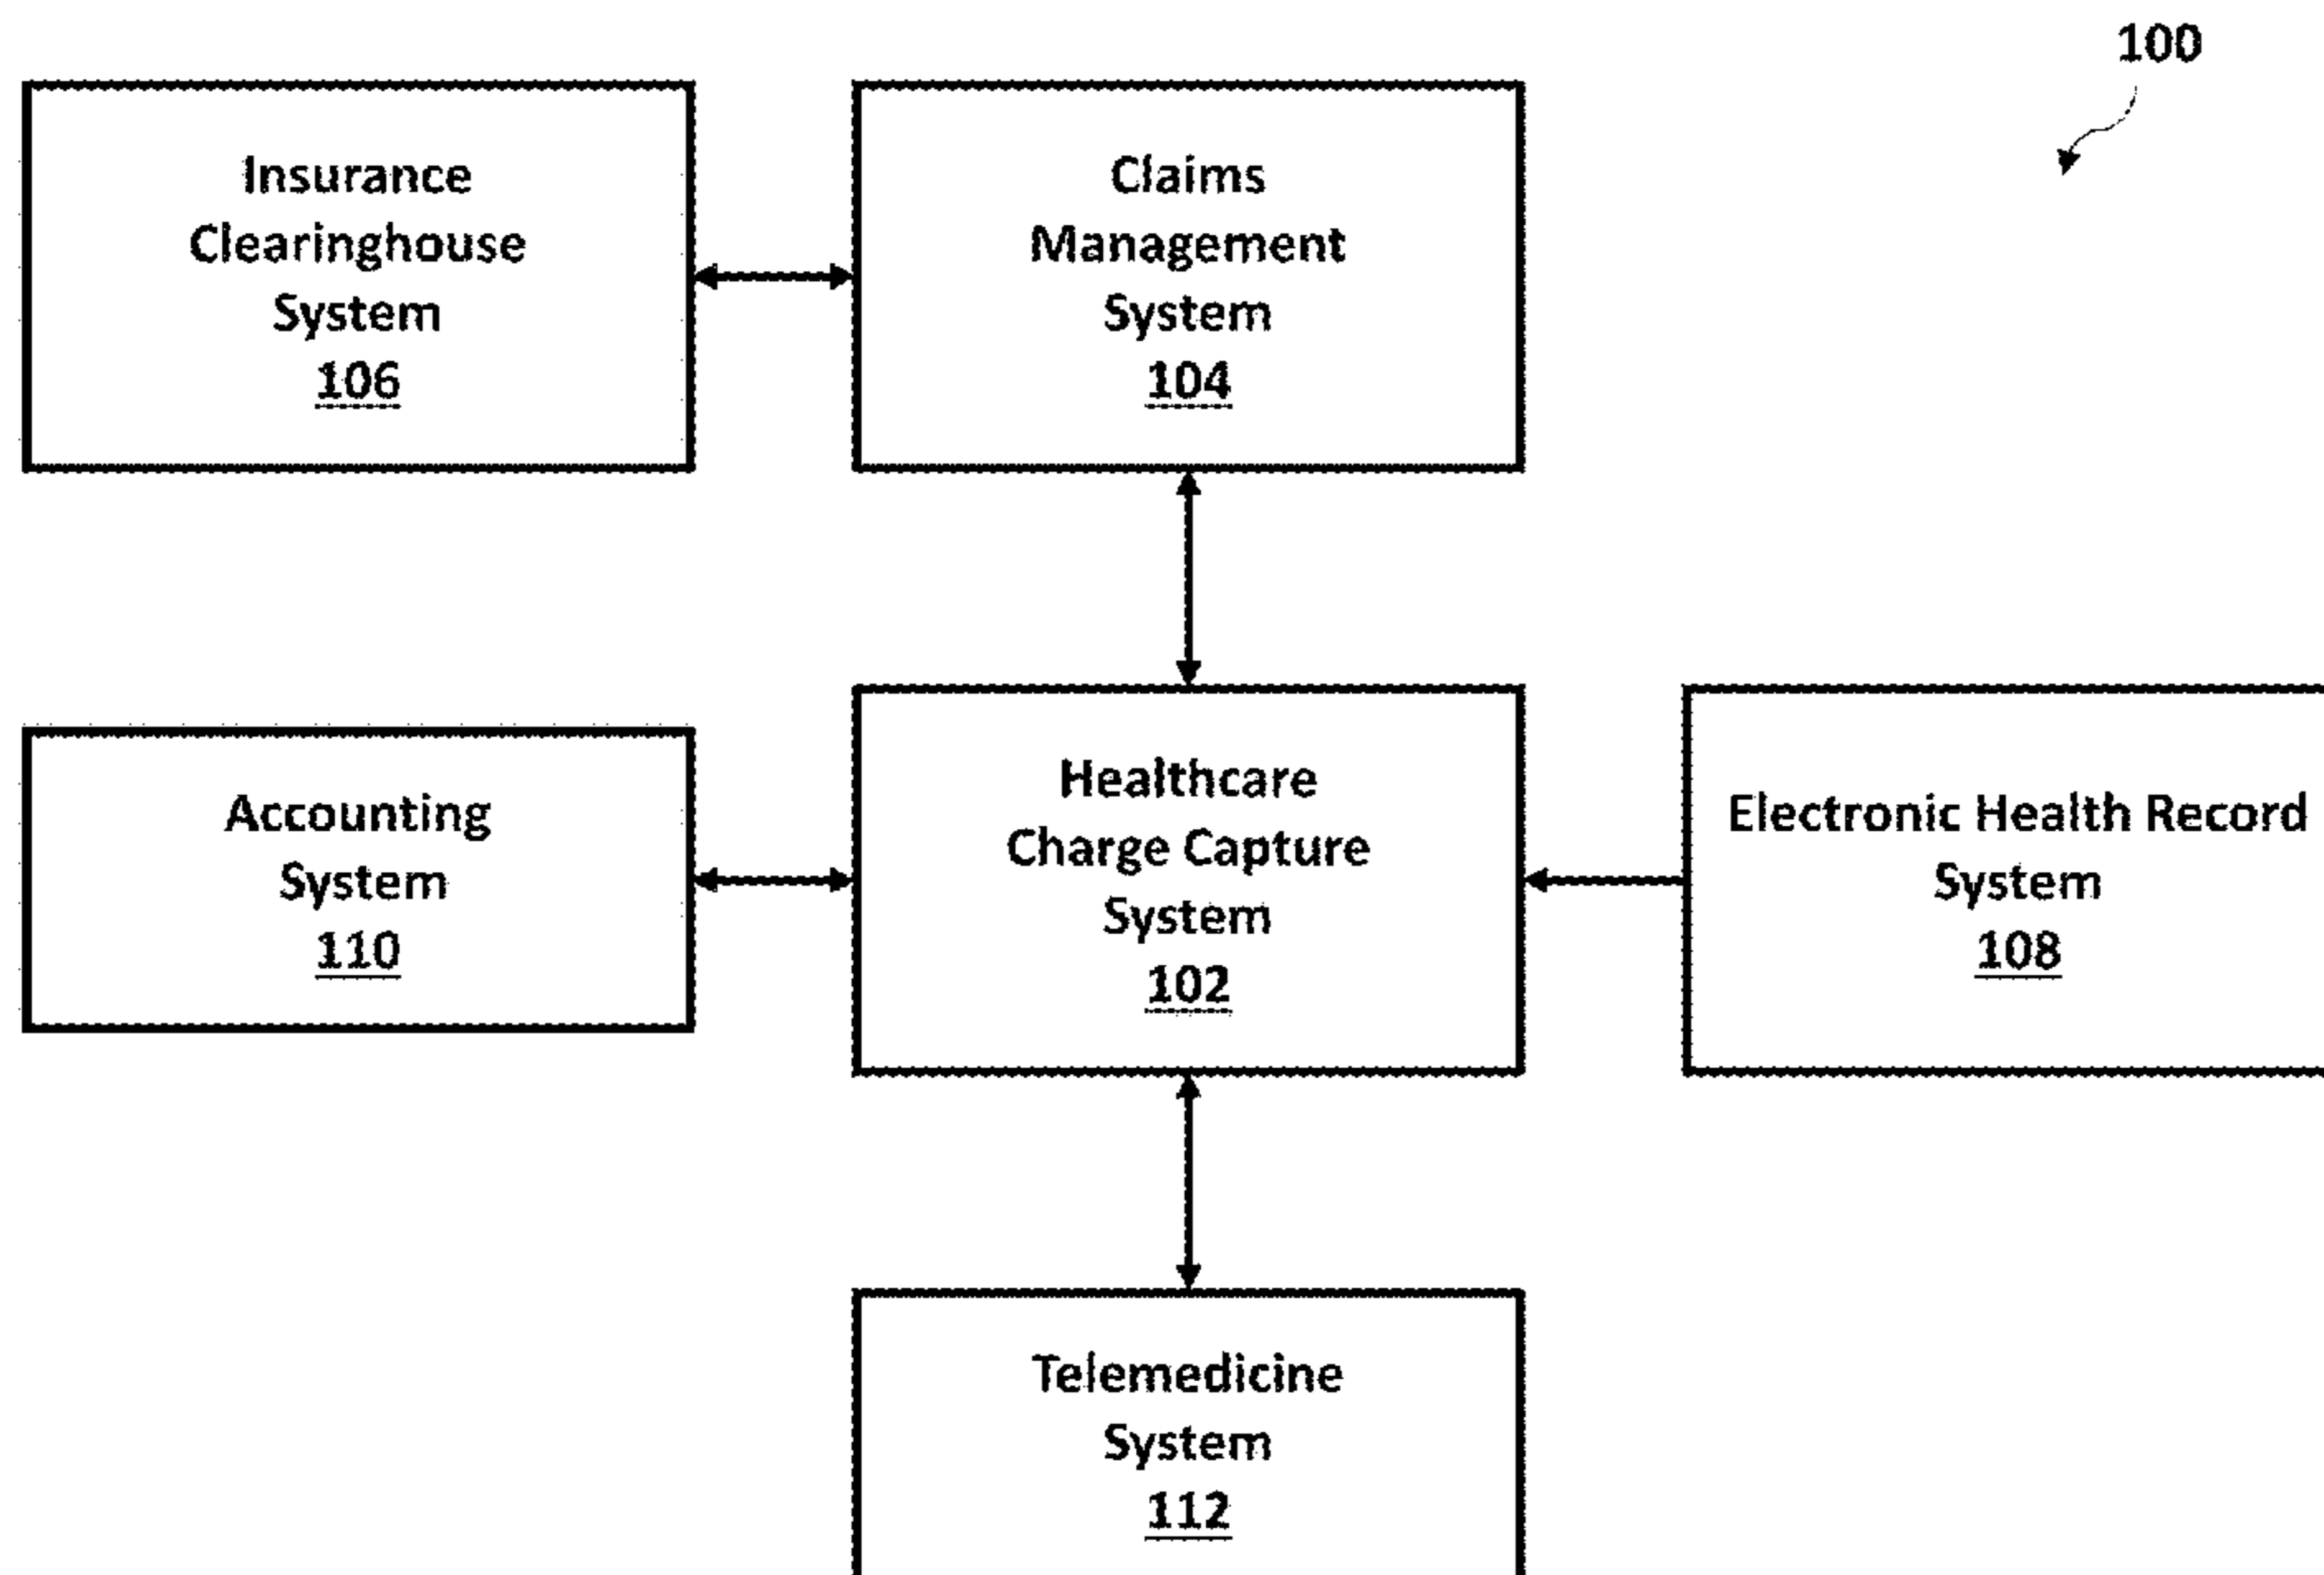 100
Insurance
Clearinghouse
System
106
Claims
Management
System
104
Accounting
System
110
Healthcare
Charge Capture
System
102
Electronic Health Record
System
108
Telemedicine
System
112